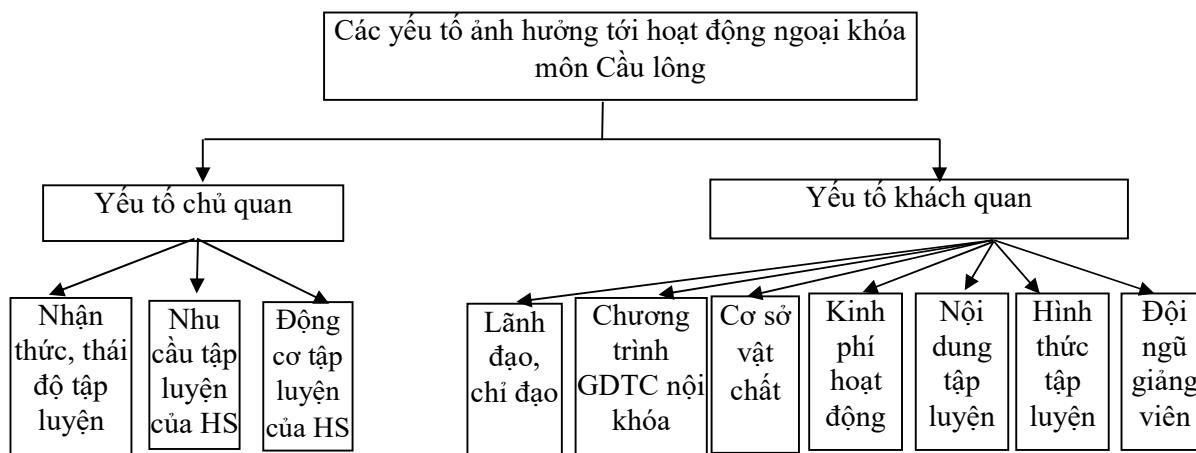 Các yếu tố ảnh hưởng tới hoạt động ngoại khóa
môn Cầu lông
Yếu tố chủ quan
Yếu tố khách quan
Nhận
thức, thái
độ tập
luyện
Nhu
cầu tập
luyện
của HS
Động
cơ tập
luyện
của HS
Lãnh
đạo,
chỉ đạo
Chương
trình
GDTC nội
khóa
Cơ sở
vật
chất
Kinh
phí
hoạt
động
Nội
dung
tập
luyện
Hình
thức
tập
luyện
Đội
ngũ
giảng
viên